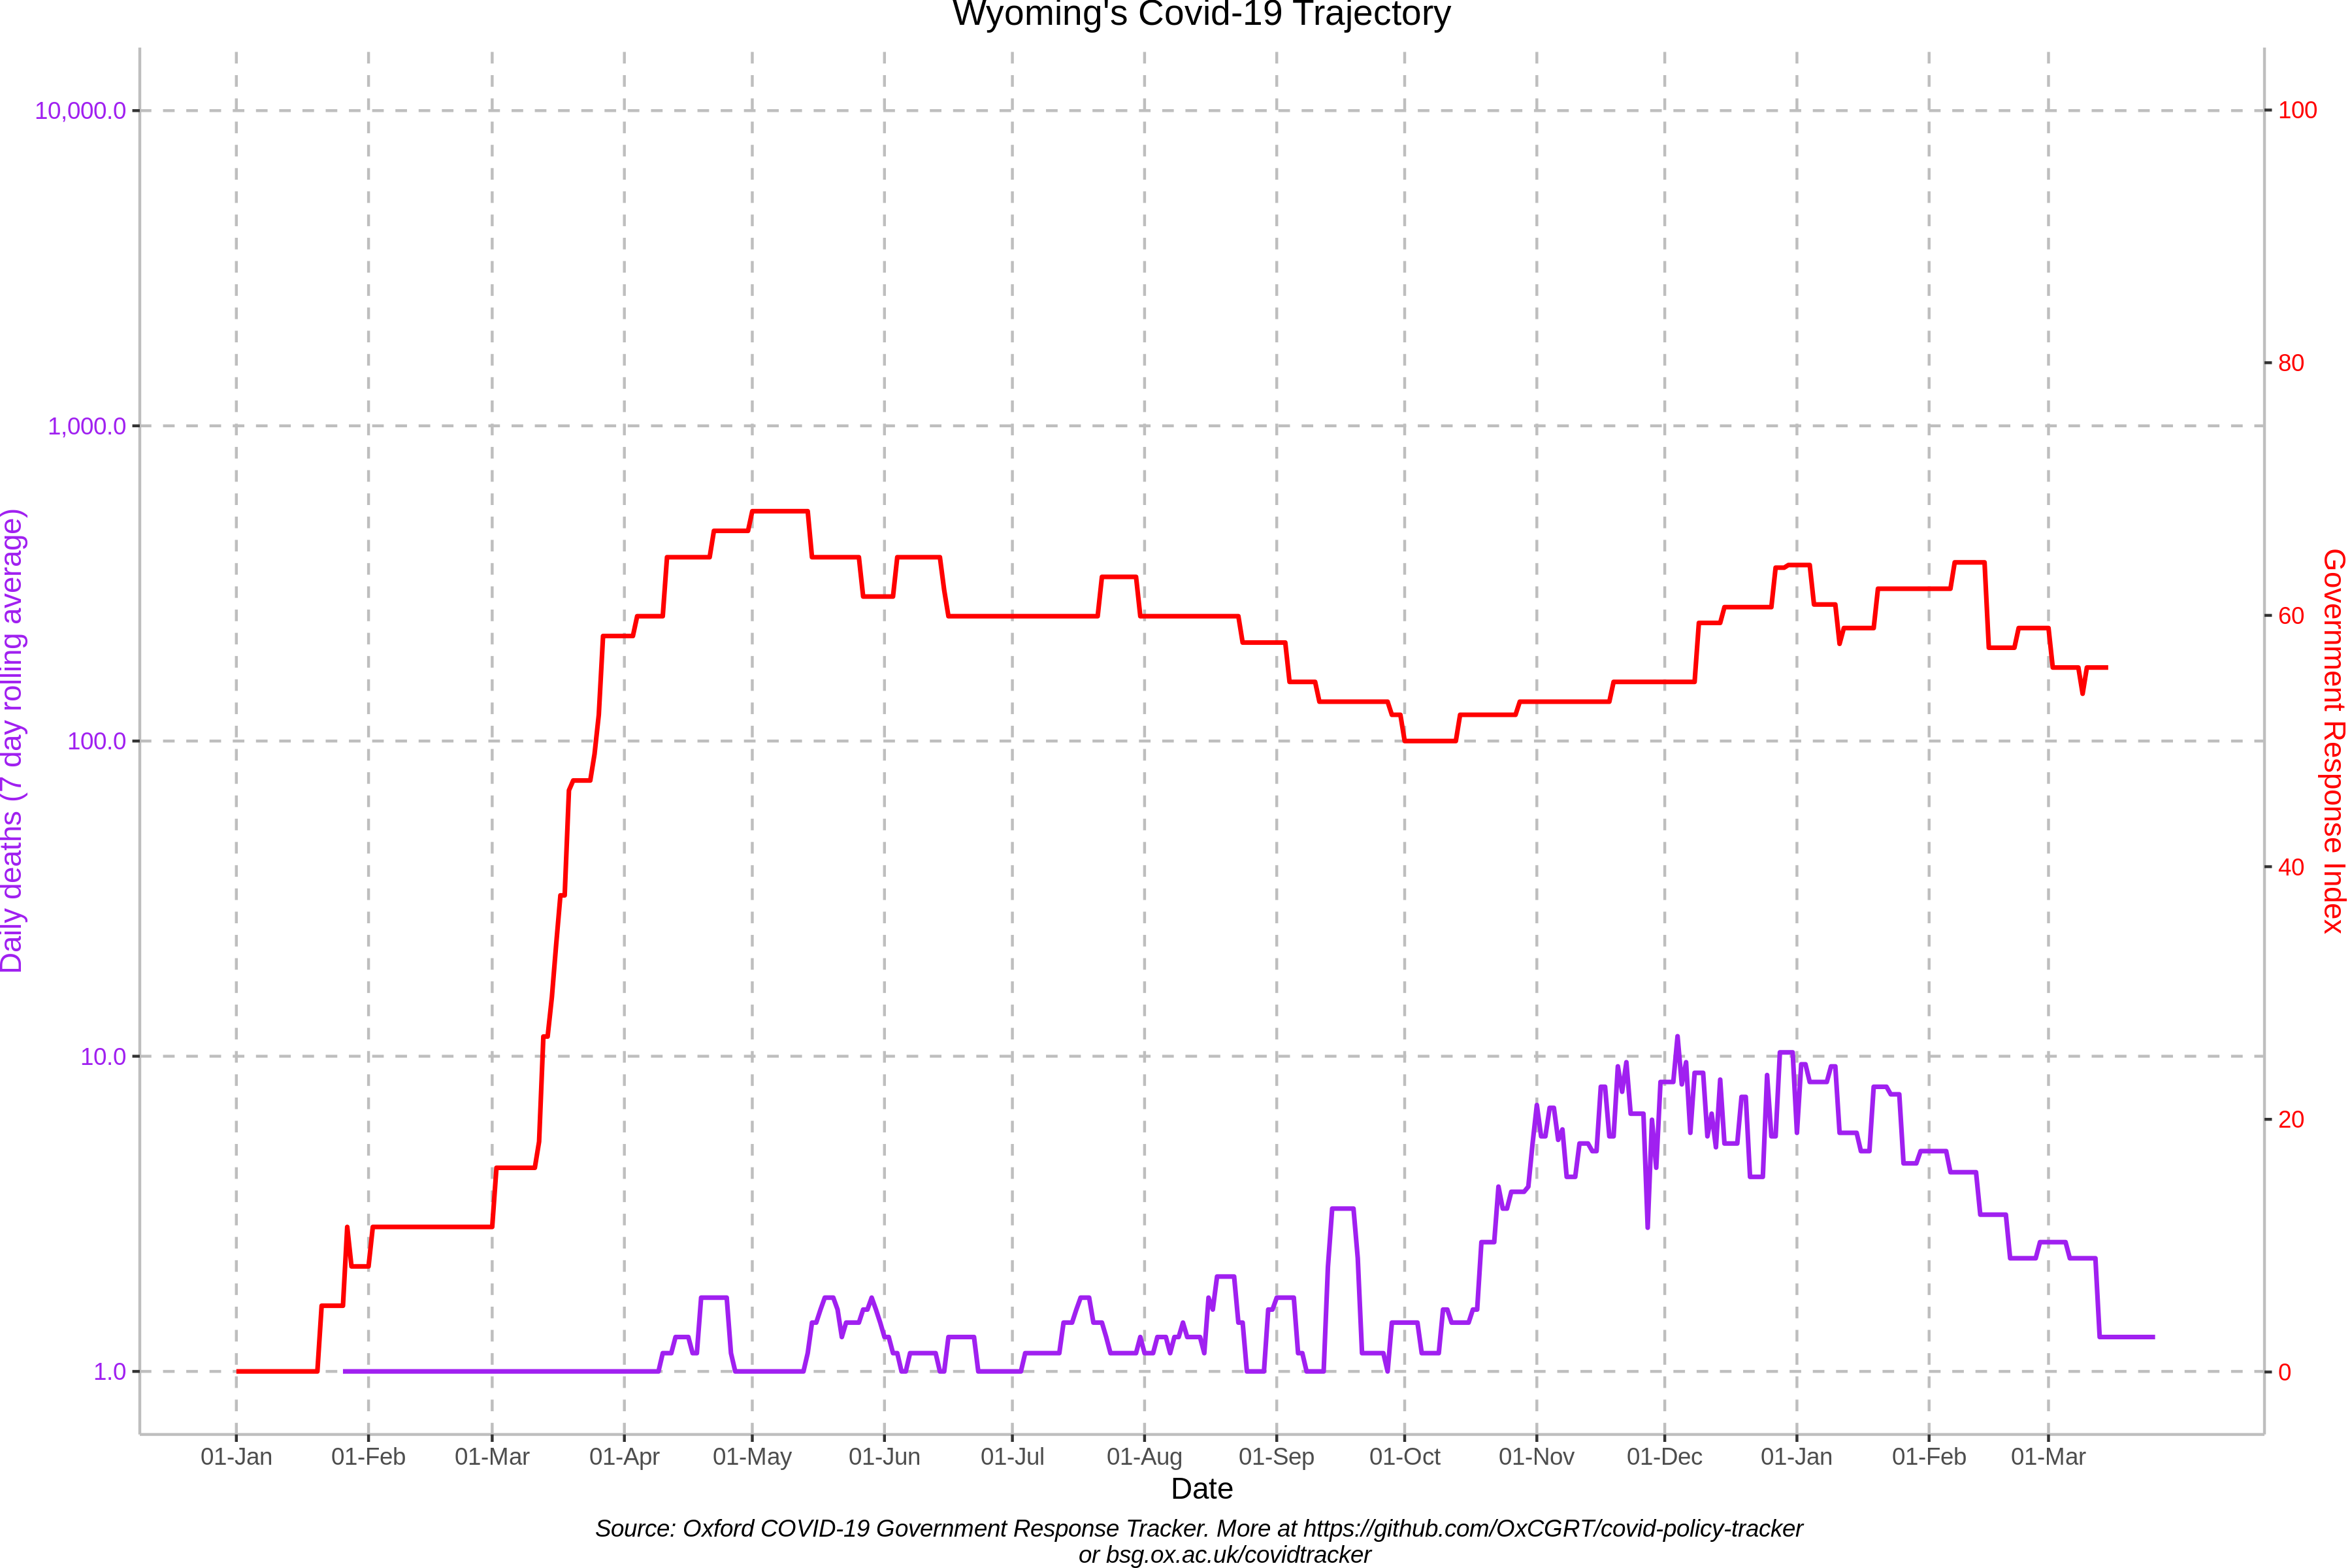 Wyoming's Covid-19 Trajectory
10,000.0
1,000.0
100.0
10.0
1.0
Daily deaths (7 day rolling average)
100
80
60
40
20
0
Government Response Index
01-Jan 01-Feb 01-Mar 01-Apr 01-May 01-Jun 01-Jul 01-Aug 01-Sep 01-Oct 01-Nov 01-Dec 01-Jan 01-Feb 01-Mar
Date
Source: Oxford COVID-19 Government Response Tracker. More at https://github.com/OxCGRT/covid-policy-tracker
or bsg.ox.ac.uk/covidtracker